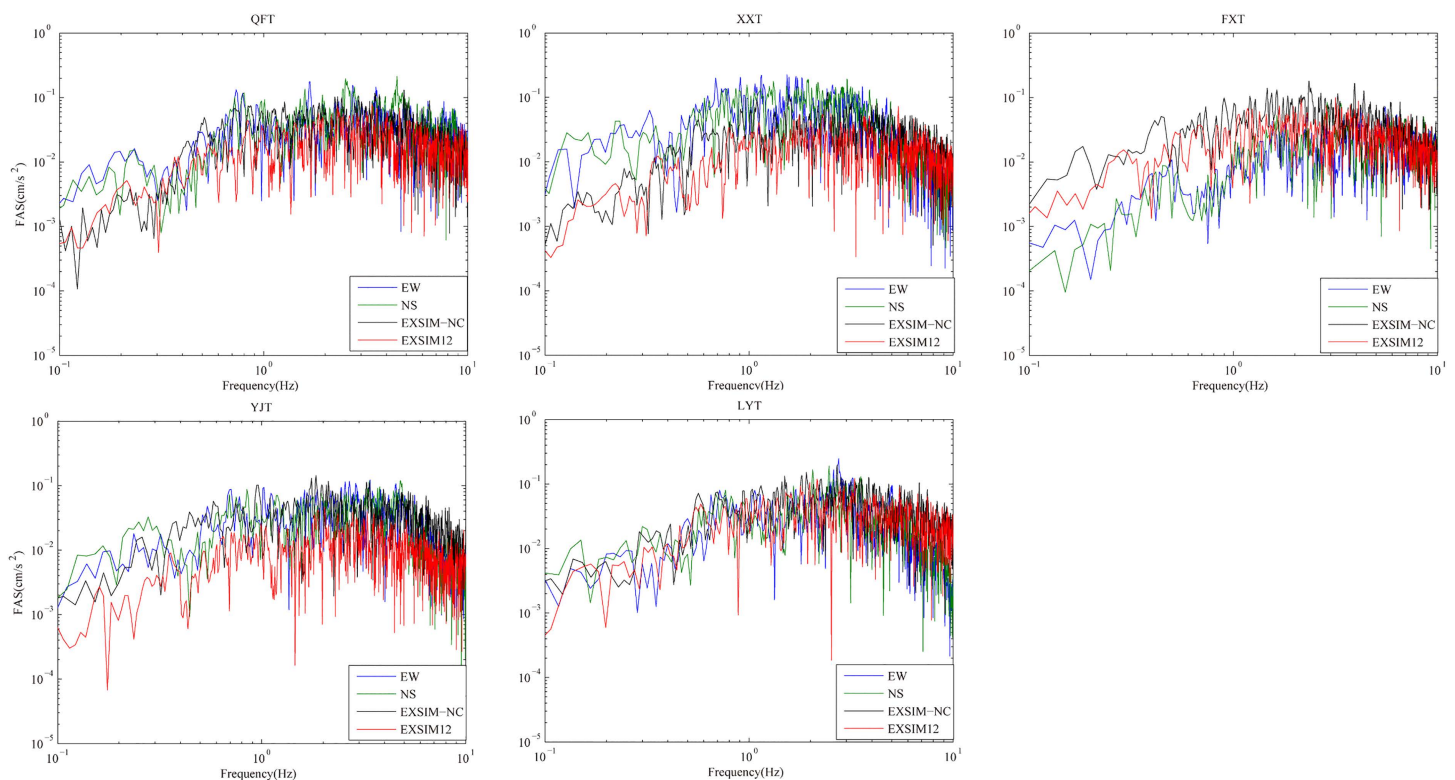 QFT
10^0
10^-1
10^-2
10^-3
10^-4
10^-5
FAS(cm/s^2)
EW
NS
EXSIM-NC
EXSIM12
10^-1
10^0
10^1
Frequency(Hz)
XXT
10^0
10^-1
10^-2
10^-3
10^-4
10^-5
EW
NS
EXSIM-NC
EXSIM12
10^-1
10^0
10^1
Frequency(Hz)
FXT
10^0
10^-1
10^-2
10^-3
10^-4
10^-5
EW
NS
EXSIM-NC
EXSIM12
10^-1
10^0
10^1
Frequency(Hz)
YJT
10^0
10^-1
10^-2
10^-3
10^-4
10^-5
FAS(cm/s^2)
EW
NS
EXSIM-NC
EXSIM12
10^-1
10^0
10^1
Frequency(Hz)
LYT
10^0
10^-1
10^-2
10^-3
10^-4
10^-5
EW
NS
EXSIM-NC
EXSIM12
10^-1
10^0
10^1
Frequency(Hz)